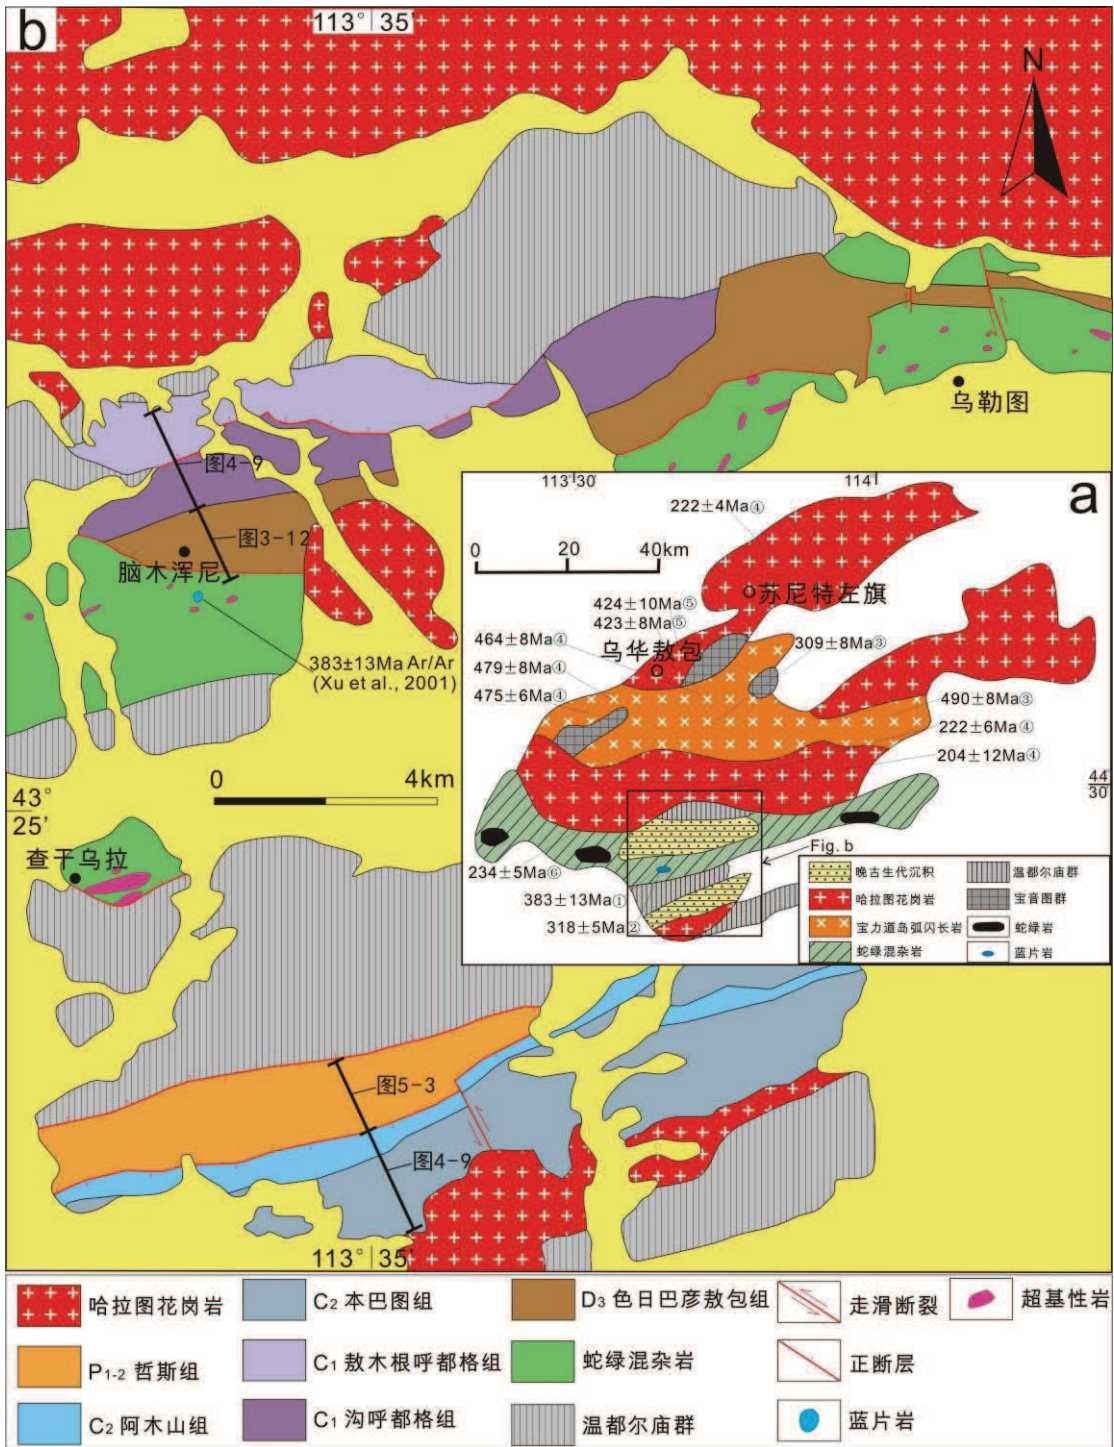 b
113° 35′
N
乌勒图
图4-9
图3-12
脑木浑尼
383±13Ma Ar/Ar
(Xu et al., 2001)
0 4km
43°
25′
查干乌拉
图5-3
图4-9
113° 35′
a
113°30′ 114°
222±4Ma④
0 20 40km
苏尼特左旗
424±10Ma⑤
423±8Ma⑤
464±8Ma④
乌华敖包
309±8Ma③
479±8Ma④
475±6Ma④
490±8Ma③
222±6Ma④
204±12Ma④
44°
30′
Fig. b
234±5Ma⑥
383±13Ma①
318±5Ma②
晚古生代沉积 温都尔庙群
哈拉图花岗岩 宝音图群
宝力道岛弧闪长岩 蛇绿岩
蛇绿混杂岩 蓝片岩
哈拉图花岗岩 C₂ 本巴图组 D₃ 色日巴彦敖包组 走滑断裂 超基性岩
P₁₋₂ 哲斯组 C₁ 敖木根呼都格组 蛇绿混杂岩 正断层
C₂ 阿木山组 C₁ 沟呼都格组 温都尔庙群 蓝片岩